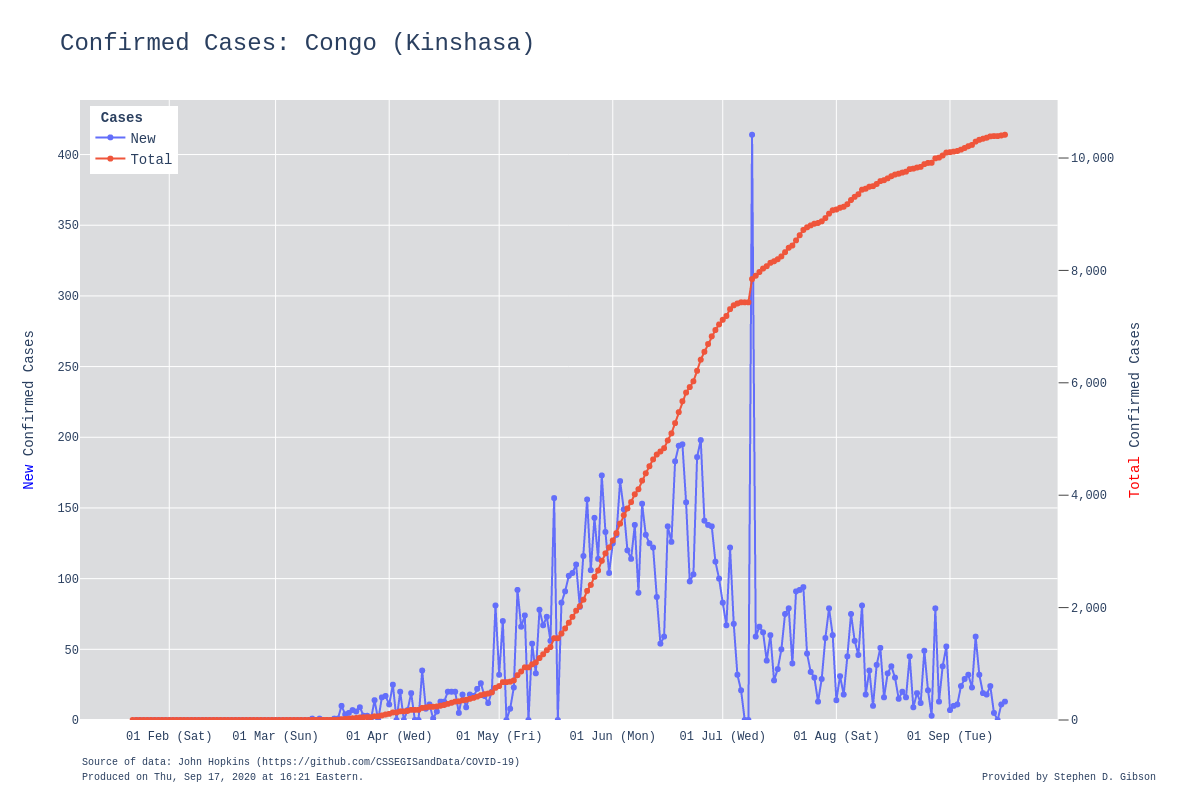 Confirmed Cases: Congo (Kinshasa)
Cases
New
Total
400
350
300
250
200
150
100
50
0
10,000
8,000
6,000
4,000
2,000
0
New Confirmed Cases
Total Confirmed Cases
01 Feb (Sat) 01 Mar (Sun) 01 Apr (Wed) 01 May (Fri) 01 Jun (Mon) 01 Jul (Wed) 01 Aug (Sat) 01 Sep (Tue)
Source of data: John Hopkins (https://github.com/CSSEGISandData/COVID-19)
Produced on Thu, Sep 17, 2020 at 16:21 Eastern.
Provided by Stephen D. Gibson